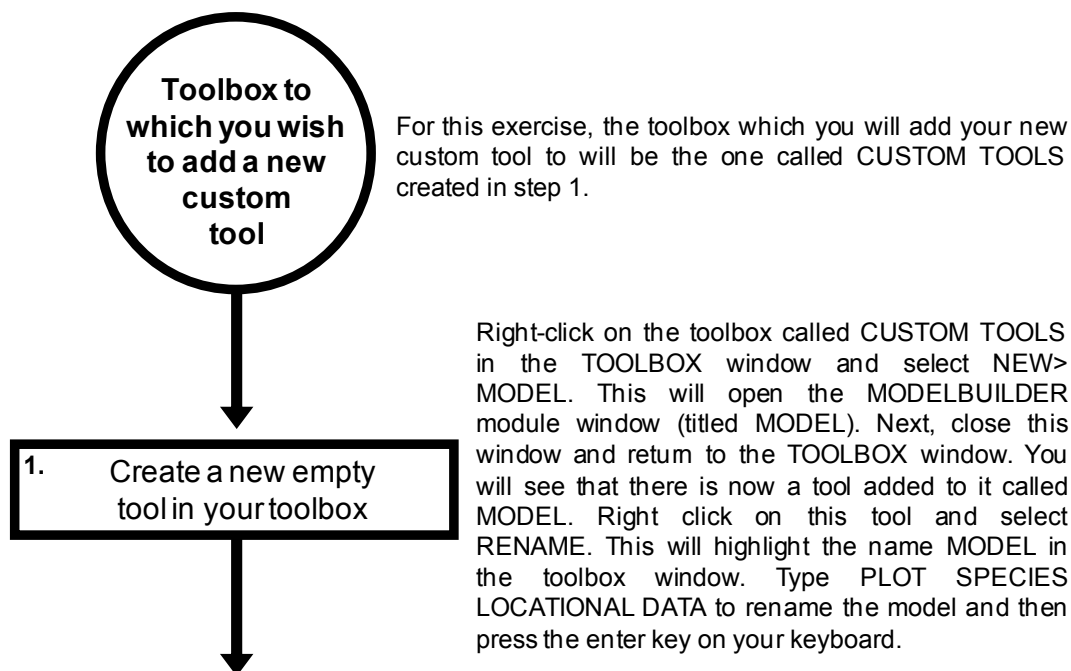 Toolbox to
which you wish
to add a new
custom
tool
For this exercise, the toolbox which you will add your new
custom tool to will be the one called CUSTOM TOOLS
created in step 1.
1. Create a new empty
tool in your toolbox
Right-click on the toolbox called CUSTOM TOOLS
in the TOOLBOX window and select NEW>
MODEL. This will open the MODELBUILDER
module window (titled MODEL). Next, close this
window and return to the TOOLBOX window. You
will see that there is now a tool added to it called
MODEL. Right click on this tool and select
RENAME. This will highlight the name MODEL in
the toolbox window. Type PLOT SPECIES
LOCATIONAL DATA to rename the model and then
press the enter key on your keyboard.